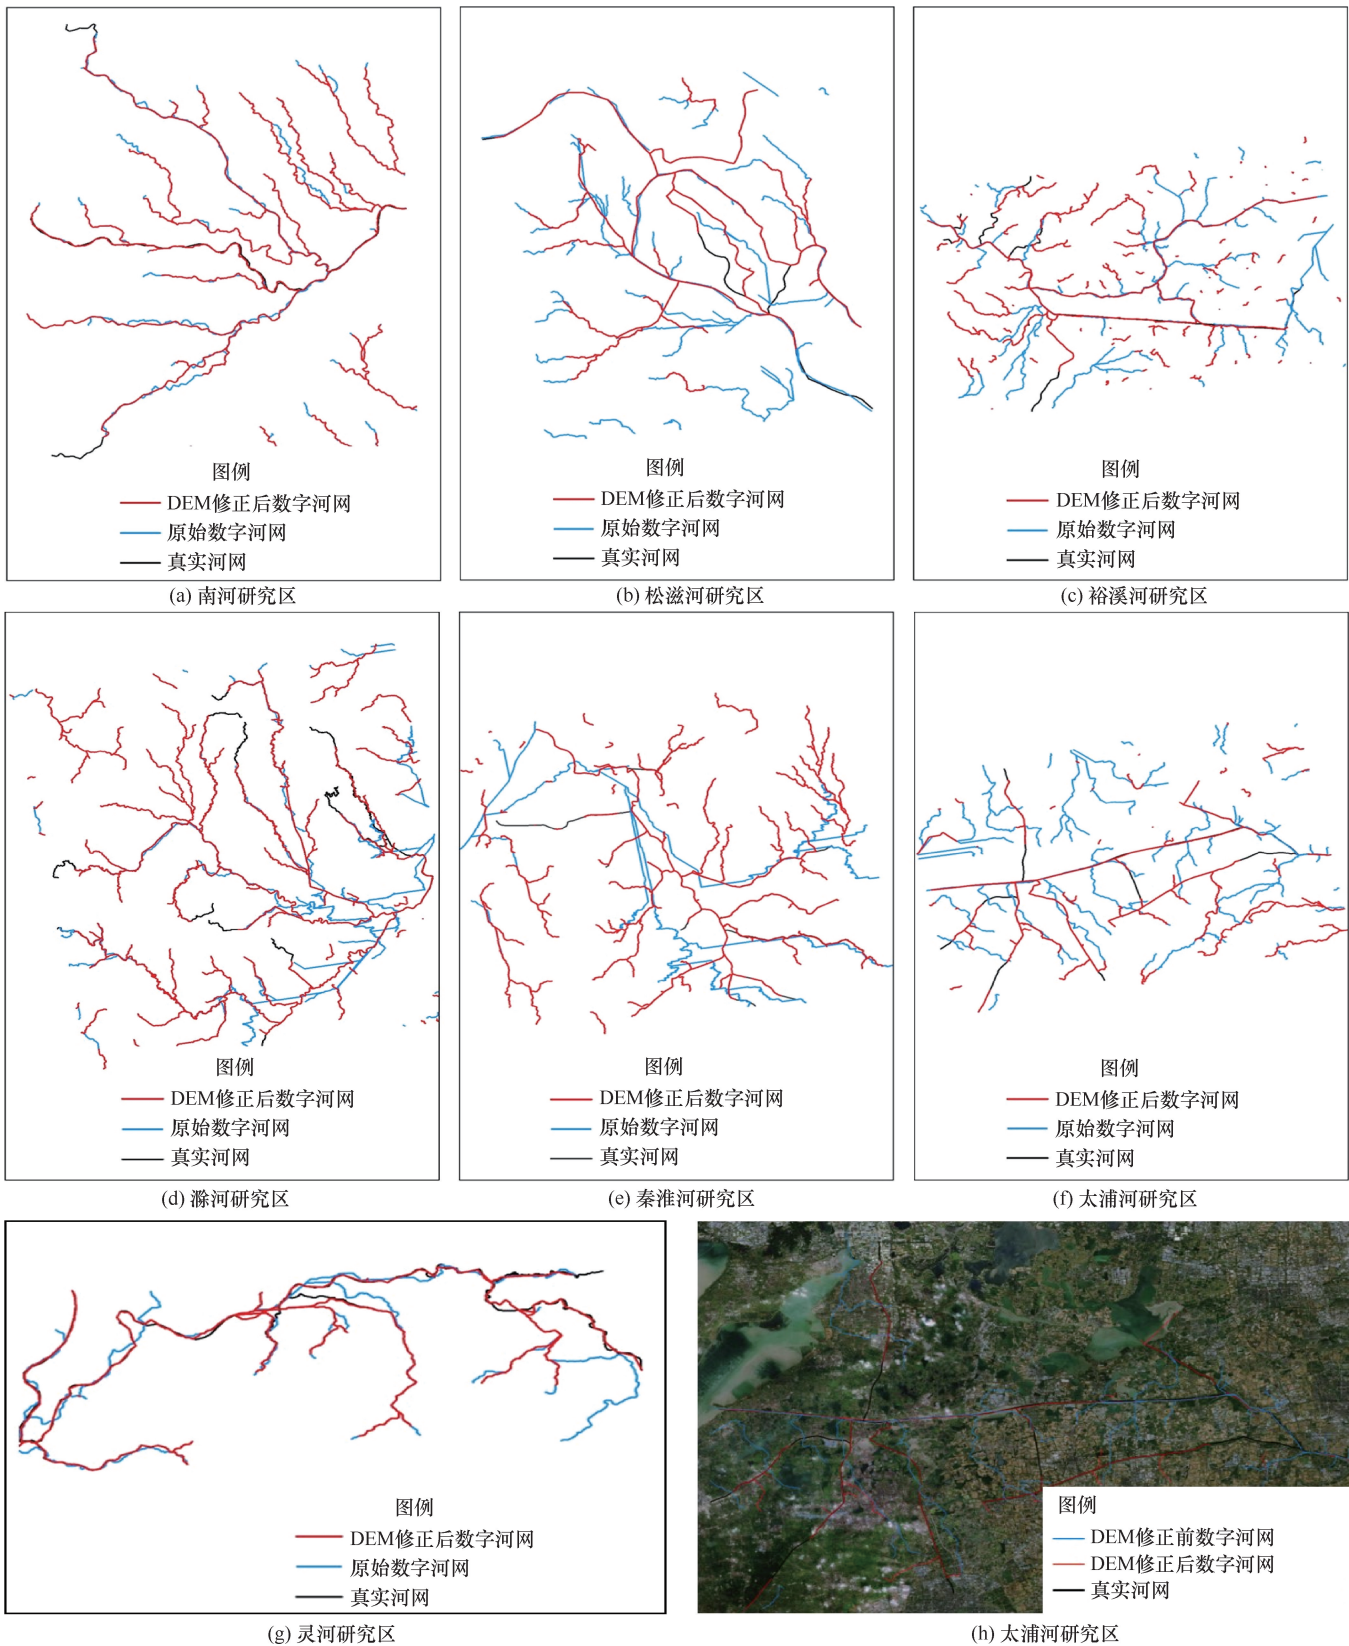 图例
DEM修正后数字河网
原始数字河网
真实河网
(a) 南河研究区
图例
DEM修正后数字河网
原始数字河网
真实河网
(b) 松滋河研究区
图例
DEM修正后数字河网
原始数字河网
真实河网
(c) 裕溪河研究区
图例
DEM修正后数字河网
原始数字河网
真实河网
(d) 滁河研究区
图例
DEM修正后数字河网
原始数字河网
真实河网
(e) 秦淮河研究区
图例
DEM修正后数字河网
原始数字河网
真实河网
(f) 太浦河研究区
图例
DEM修正后数字河网
原始数字河网
真实河网
(g) 灵河研究区
图例
DEM修正前数字河网
DEM修正后数字河网
真实河网
(h) 太浦河研究区